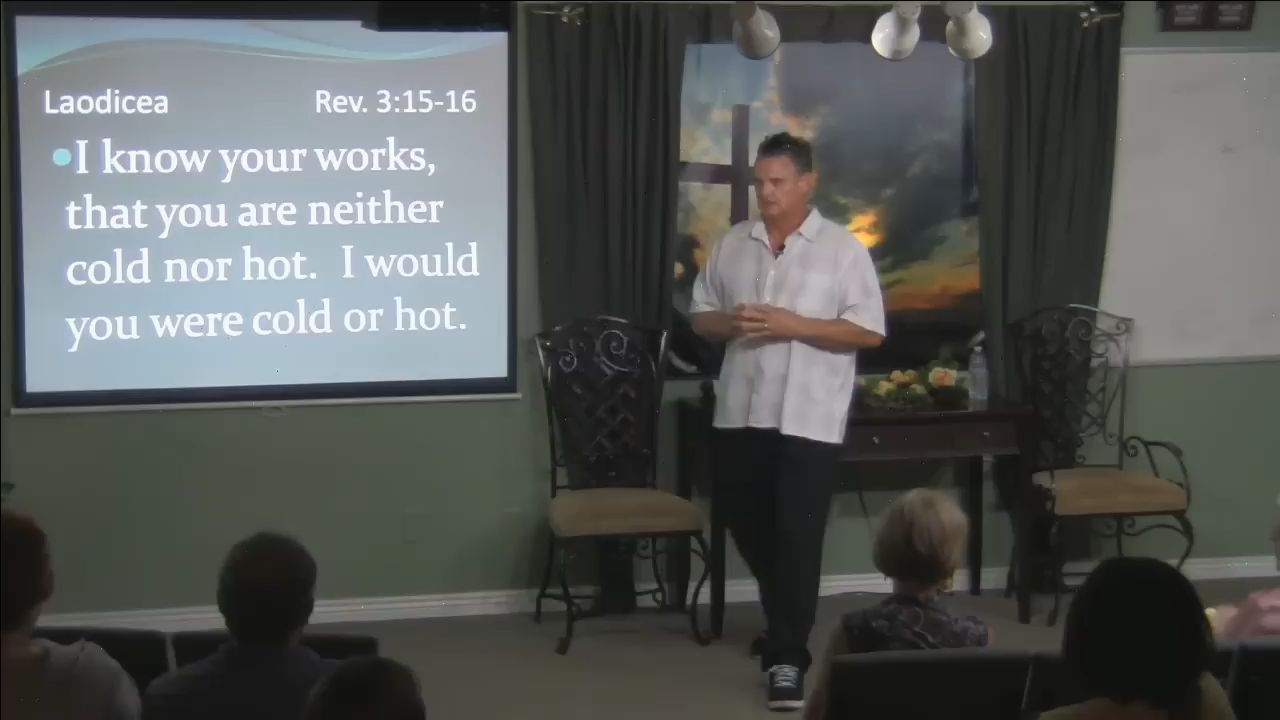 Laodicea Rev. 3:15-16
•I know your works,
that you are neither
cold nor hot.  I would
you were cold or hot.